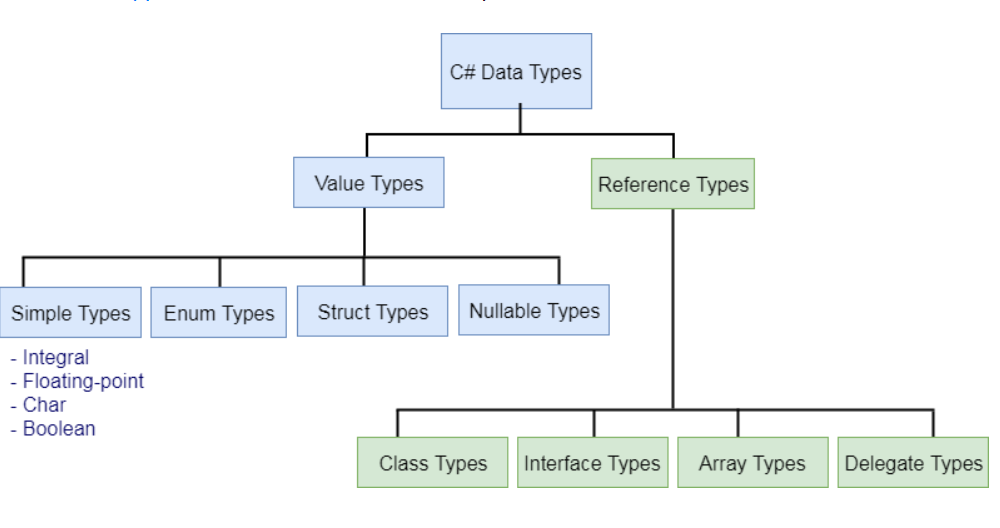 C# Data Types
Value Types
Reference Types
Simple Types
Enum Types
Struct Types
Nullable Types
- Integral
- Floating-point
- Char
- Boolean
Class Types
Interface Types
Array Types
Delegate Types